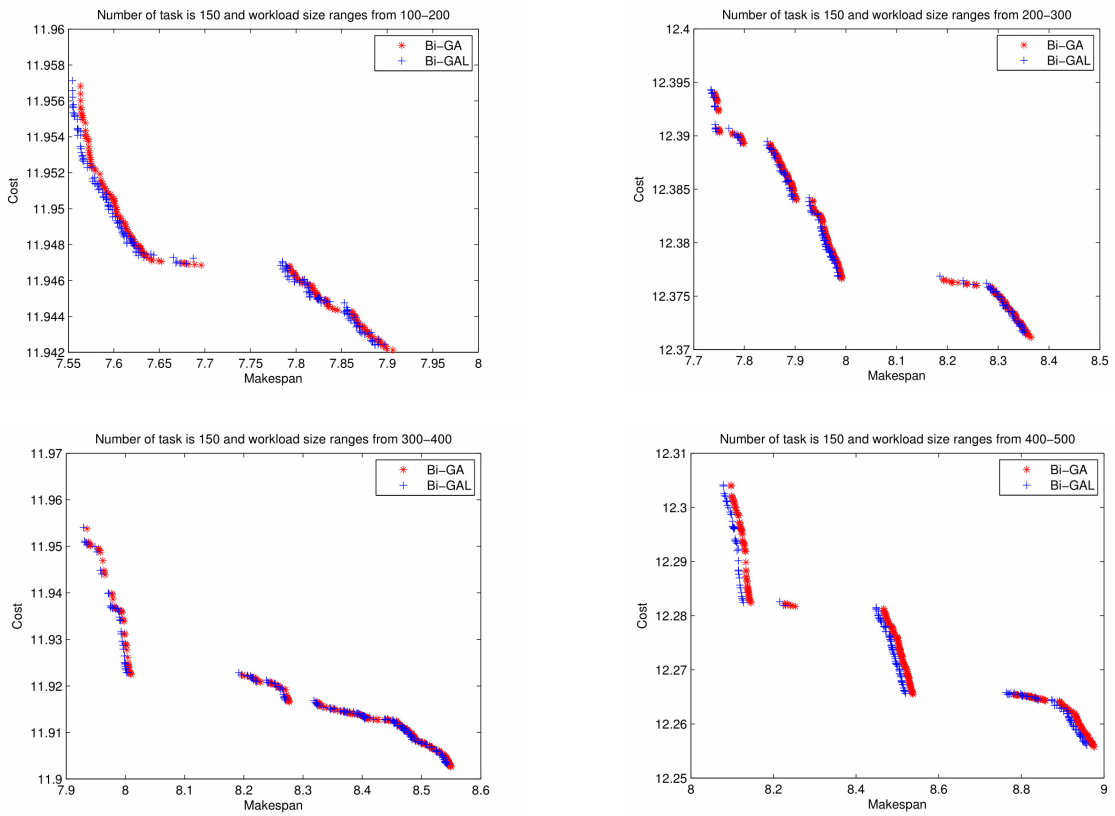 Number of task is 150 and workload size ranges from 100−200
11.96
11.958
11.956
11.954
11.952
11.95
11.948
11.946
11.944
11.942
Cost
7.55 7.6 7.65 7.7 7.75 7.8 7.85 7.9 7.95 8
Makespan
Bi−GA
Bi−GAL
Number of task is 150 and workload size ranges from 200−300
12.4
12.395
12.39
12.385
12.38
12.375
12.37
Cost
7.7 7.8 7.9 8 8.1 8.2 8.3 8.4 8.5
Makespan
Bi−GA
Bi−GAL
Number of task is 150 and workload size ranges from 300−400
11.97
11.96
11.95
11.94
11.93
11.92
11.91
11.9
Cost
7.9 8 8.1 8.2 8.3 8.4 8.5 8.6
Makespan
Bi−GA
Bi−GAL
Number of task is 150 and workload size ranges from 400−500
12.31
12.3
12.29
12.28
12.27
12.26
12.25
Cost
8 8.2 8.4 8.6 8.8 9
Makespan
Bi−GA
Bi−GAL